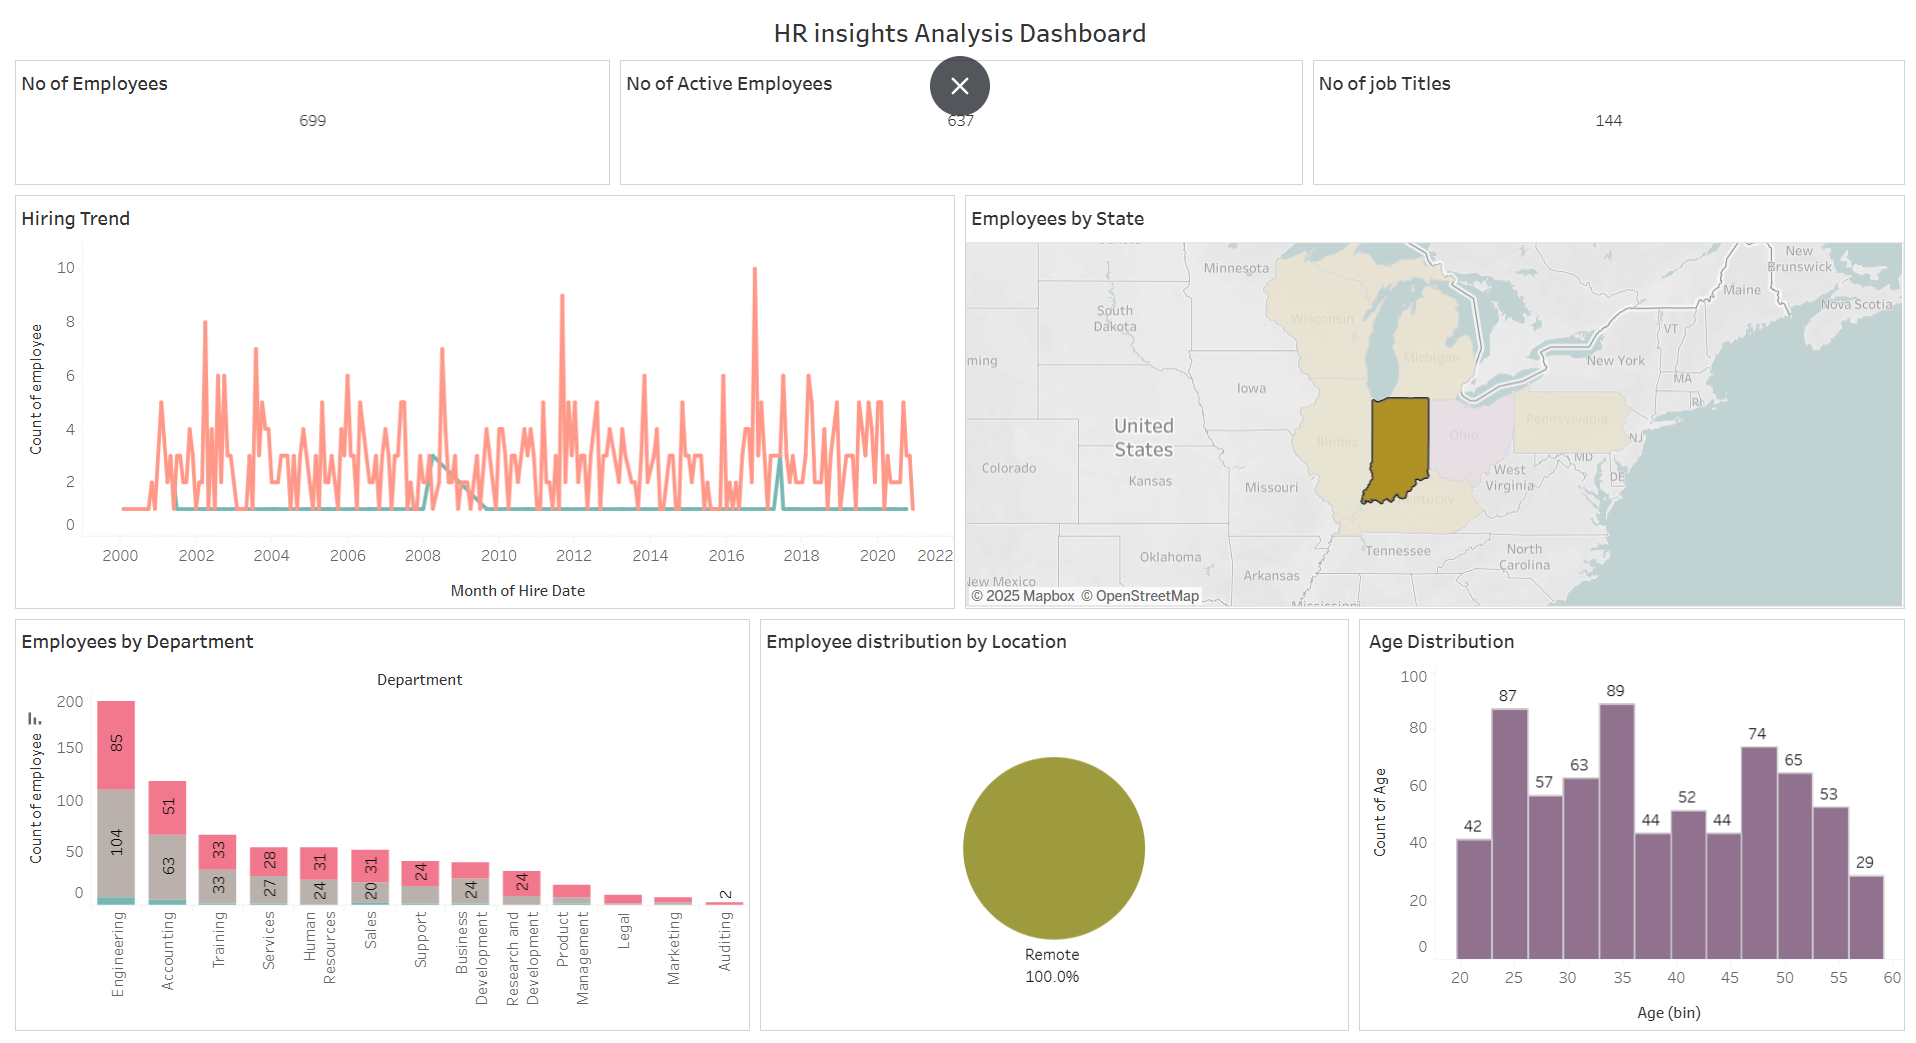 HR insights Analysis Dashboard
No of Employees
699
No of Active Employees
637
No of job Titles
144
Hiring Trend
Count of employee
10
8
6
4
2
0
2000 2002 2004 2006 2008 2010 2012 2014 2016 2018 2020 2022
Month of Hire Date
Employees by State
Minnesota
New
Brunswick
Maine
Nova Scotia
South
Dakota
Wisconsin
VT
ming
Michigan
New York
MA
Iowa
RI
United
States
Illinois
Ohio
Pennsylvania
NJ
Colorado
Kansas
Missouri
West
Virginia
MD
DE
ntucky
Oklahoma
Tennessee
North
Carolina
New Mexico
Arkansas
Mississippi
© 2025 Mapbox © OpenStreetMap
Employees by Department
Department
Count of employee
200
150
100
50
0
85
104
51
63
33
33
28
27
31
24
31
20
24
24
24
2
Engineering
Accounting
Training
Services
Human
Resources
Sales
Support
Business
Development
Research and
Development
Product
Management
Legal
Marketing
Auditing
Employee distribution by Location
Remote
100.0%
Age Distribution
Count of Age
100
80
60
40
20
0
42
87
57
63
89
44
52
44
74
65
53
29
20 25 30 35 40 45 50 55 60
Age (bin)